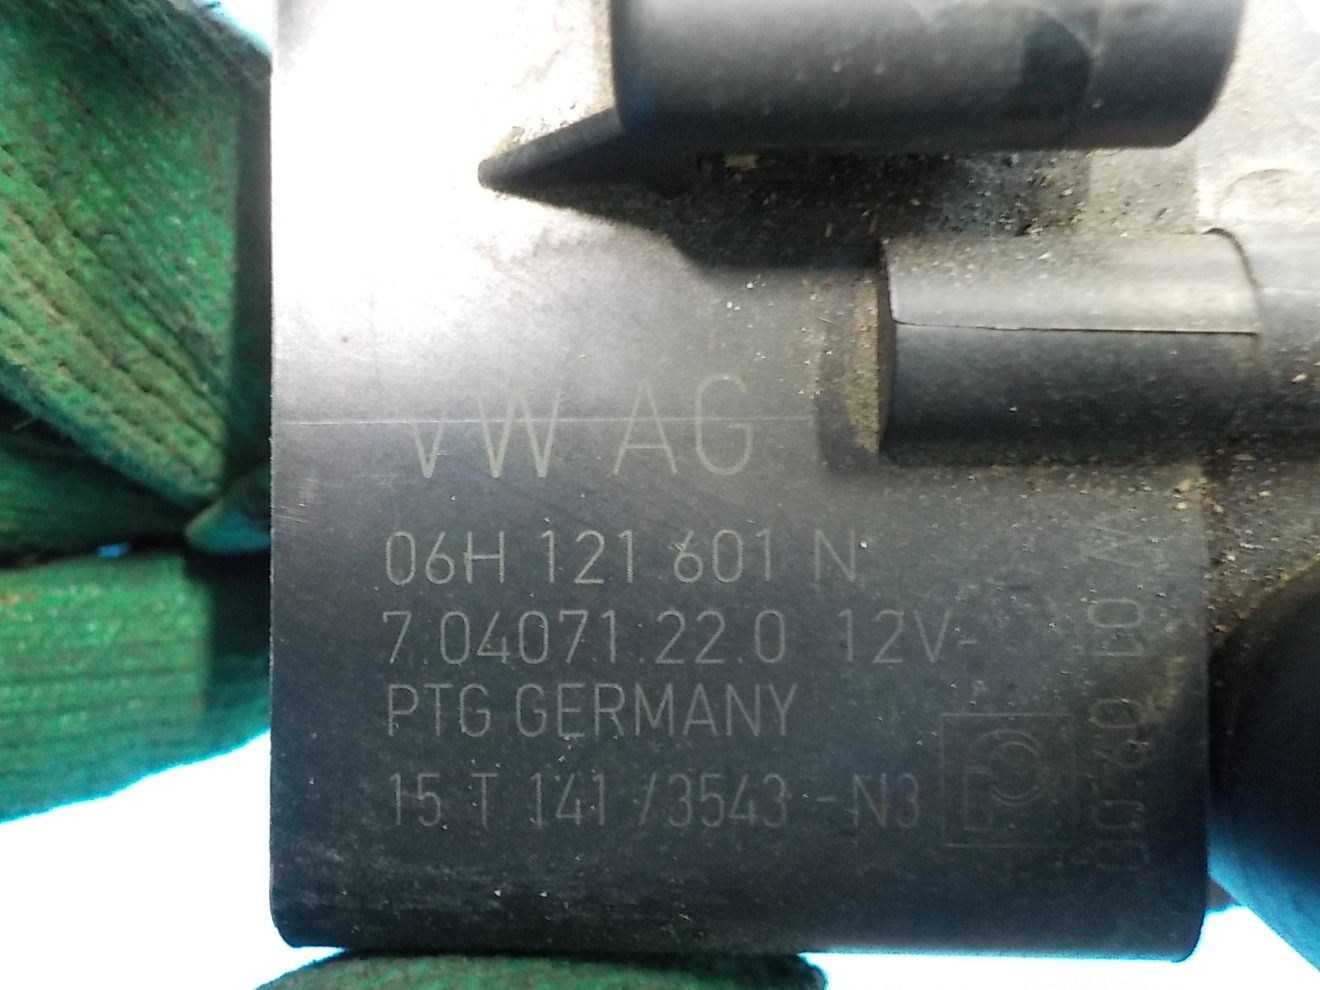 VW AG
06H 121 601 N
7.04071.22.0 12V-
PTG GERMANY
15 T 141 /3543 -N3